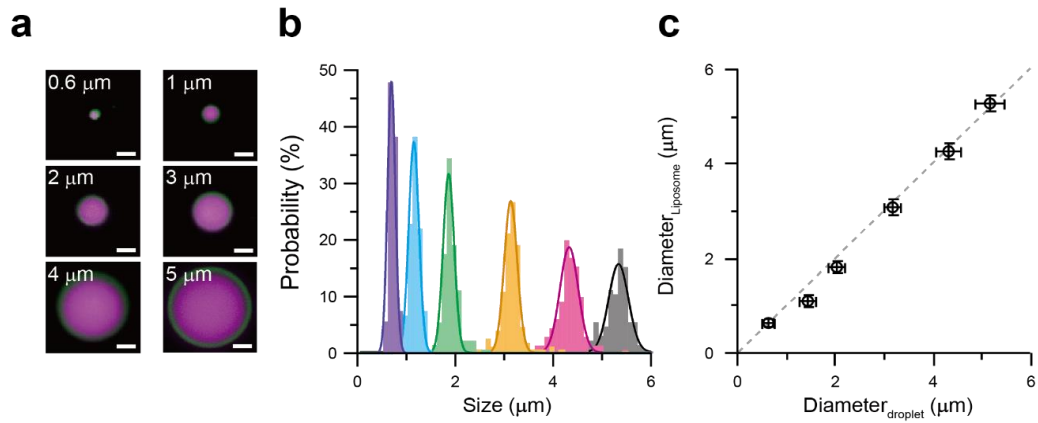 a
0.6 μm
1 μm
2 μm
3 μm
4 μm
5 μm
b
50
40
30
20
10
0
Probability (%)
0
2
4
6
Size (μm)
c
6
4
2
0
Diameter_Liposome (μm)
0
2
4
6
Diameter_droplet (μm)